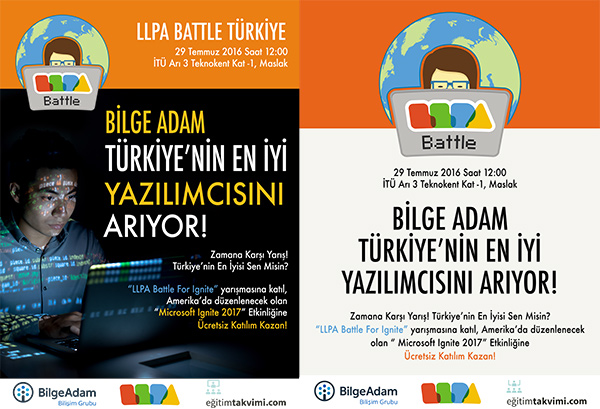 LLPA BATTLE TÜRKİYE
29 Temmuz 2016 Saat 12:00
İTÜ Arı 3 Teknokent Kat -1, Maslak
LLPA
Battle
BİLGE ADAM
TÜRKİYE'NİN EN İYİ
YAZILIMCISINI
ARIYOR!
Zamana Karşı Yarış!
Türkiye'nin En İyisi Sen Misin?
"LLPA Battle For Ignite" yarışmasına katıl,
Amerika'da düzenlenecek olan
"Microsoft Ignite 2017" Etkinliğine
Ücretsiz Katılım Kazan!
BilgeAdam
Bilişim Grubu
LLPA
eğitimtakvimi.com
LLPA
Battle
29 Temmuz 2016 Saat 12:00
İTÜ Arı 3 Teknokent Kat -1, Maslak
BİLGE ADAM
TÜRKİYE'NİN EN İYİ
YAZILIMCISINI ARIYOR!
Zamana Karşı Yarış! Türkiye'nin En İyisi Sen Misin?
"LLPA Battle For Ignite" yarışmasına katıl, Amerika'da düzenlenecek
olan " Microsoft Ignite 2017" Etkinliğine
Ücretsiz Katılım Kazan!
BilgeAdam
Bilişim Grubu
LLPA
eğitimtakvimi.com